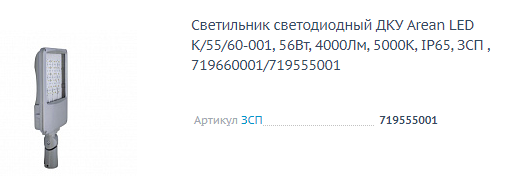 Светильник светодиодный ДКУ Arean LED
K/55/60-001, 56Вт, 4000Лм, 5000К, IP65, ЗСП ,
719660001/719555001
Артикул ЗСП 719555001